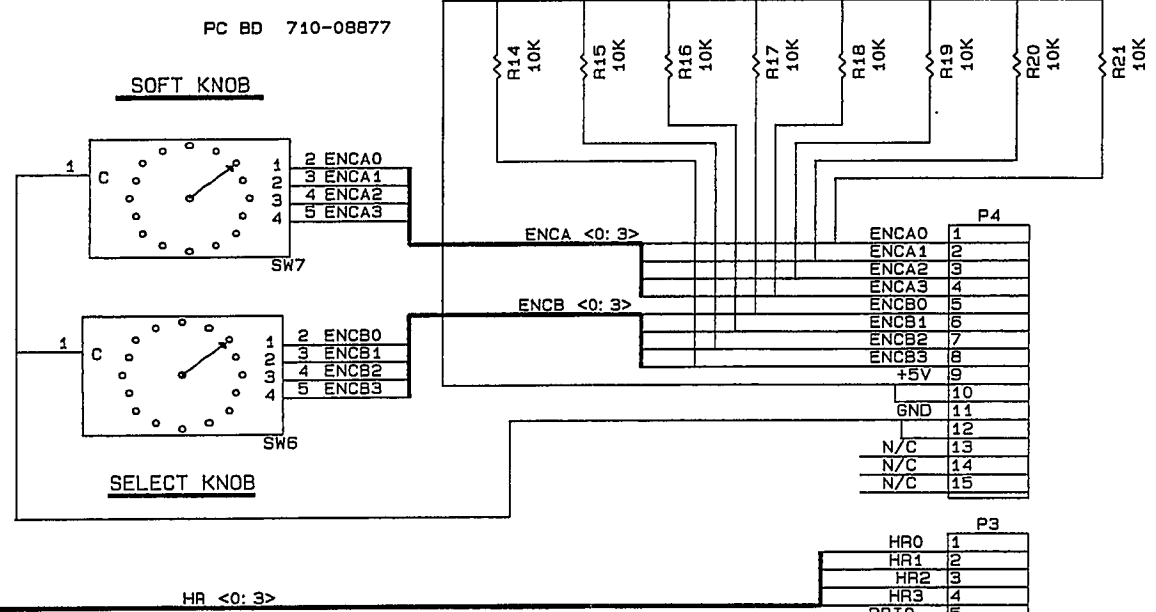 PC BD 710-08877
R14 10K
R15 10K
R16 10K
R17 10K
R18 10K
R19 10K
R20 10K
R21 10K
SOFT KNOB
1 C
1 2 ENCA0
2 3 ENCA1
3 4 ENCA2
4 5 ENCA3
SW7
ENCA <0:3>
ENCB <0:3>
1 C
1 2 ENCB0
2 3 ENCB1
3 4 ENCB2
4 5 ENCB3
SW6
SELECT KNOB
P4
ENCA0 1
ENCA1 2
ENCA2 3
ENCA3 4
ENCB0 5
ENCB1 6
ENCB2 7
ENCB3 8
+5V 9
10
GND 11
12
N/C 13
N/C 14
N/C 15
P3
HR0 1
HR1 2
HR2 3
HR3 4
HR <0:3>